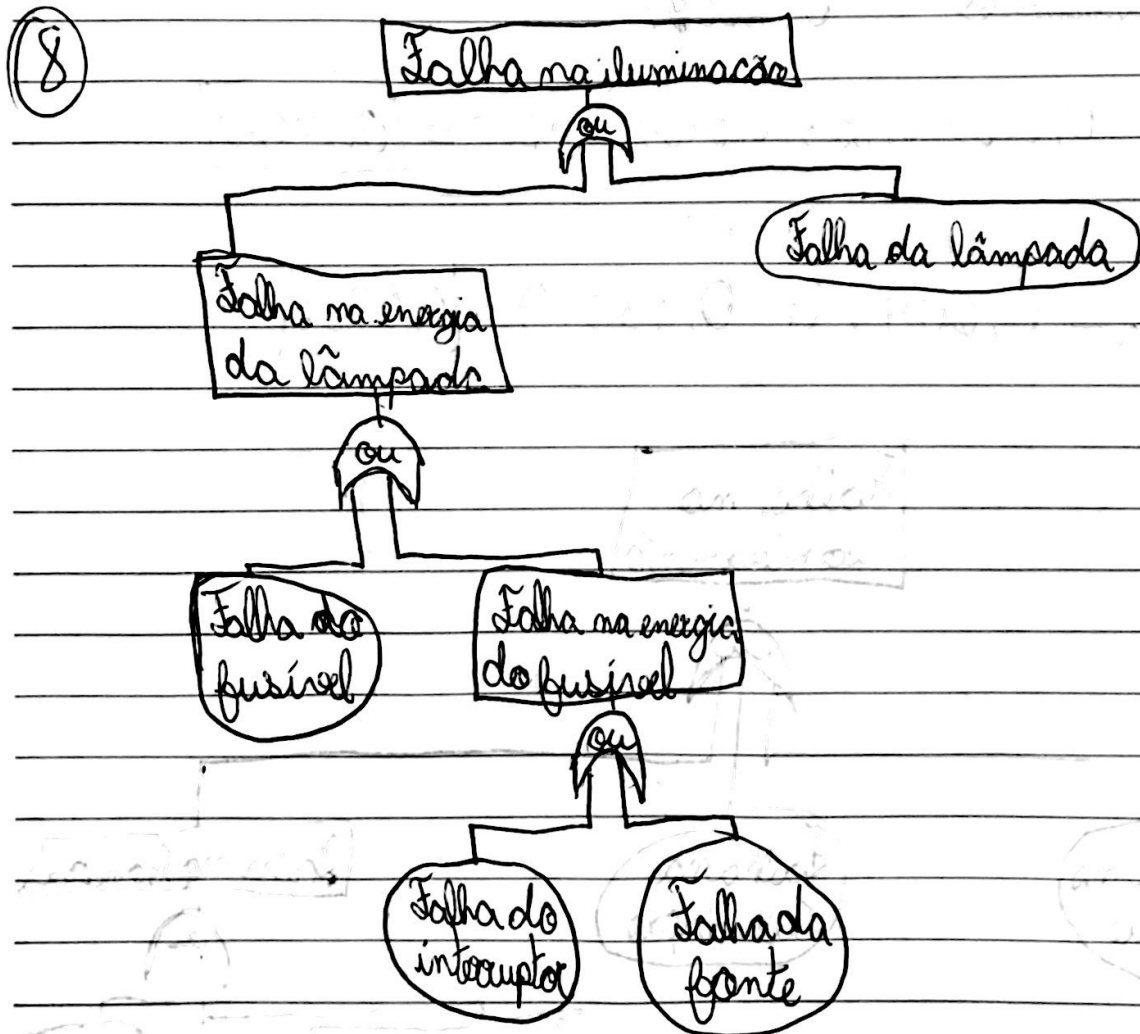 8
Falha na iluminacão
ou
Falha da lâmpada
Falha na energia
da lâmpada
ou
Falha do
fusível
Falha na energia
do fusível
ou
Falha do
interruptor
Falha da
fonte